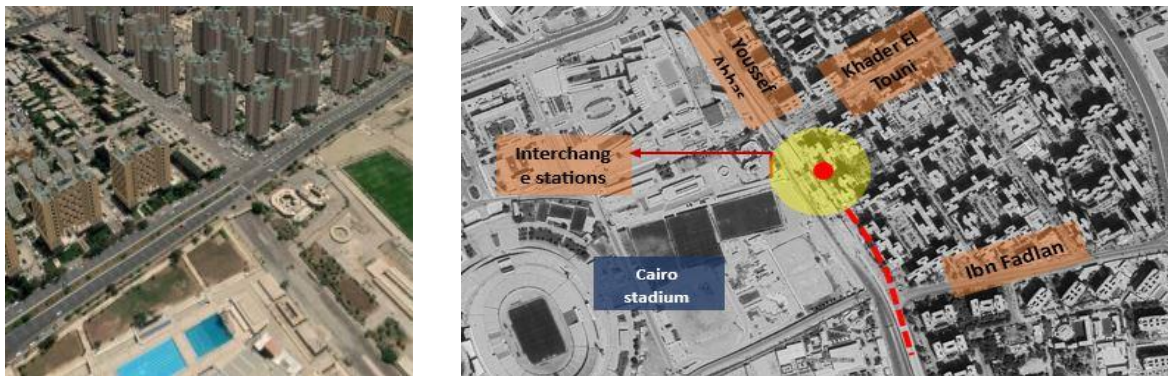 Youssef
Abbas
Khader El
Touni
Interchang
e stations
Cairo
stadium
Ibn Fadlan